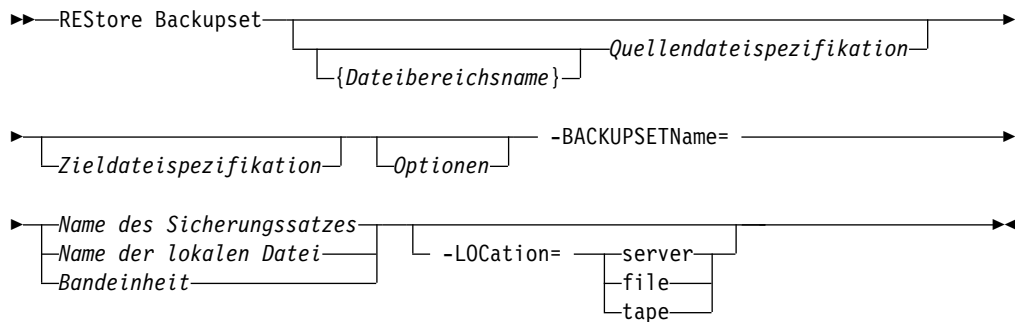 REStore Backupset
Quellendateispezifikation
{Dateibereichsname}
-BACKUPSETName=
Zieldateispezifikation Optionen
Name des Sicherungssatzes
Name der lokalen Datei -LOCation= server
Bandeinheit file
tape